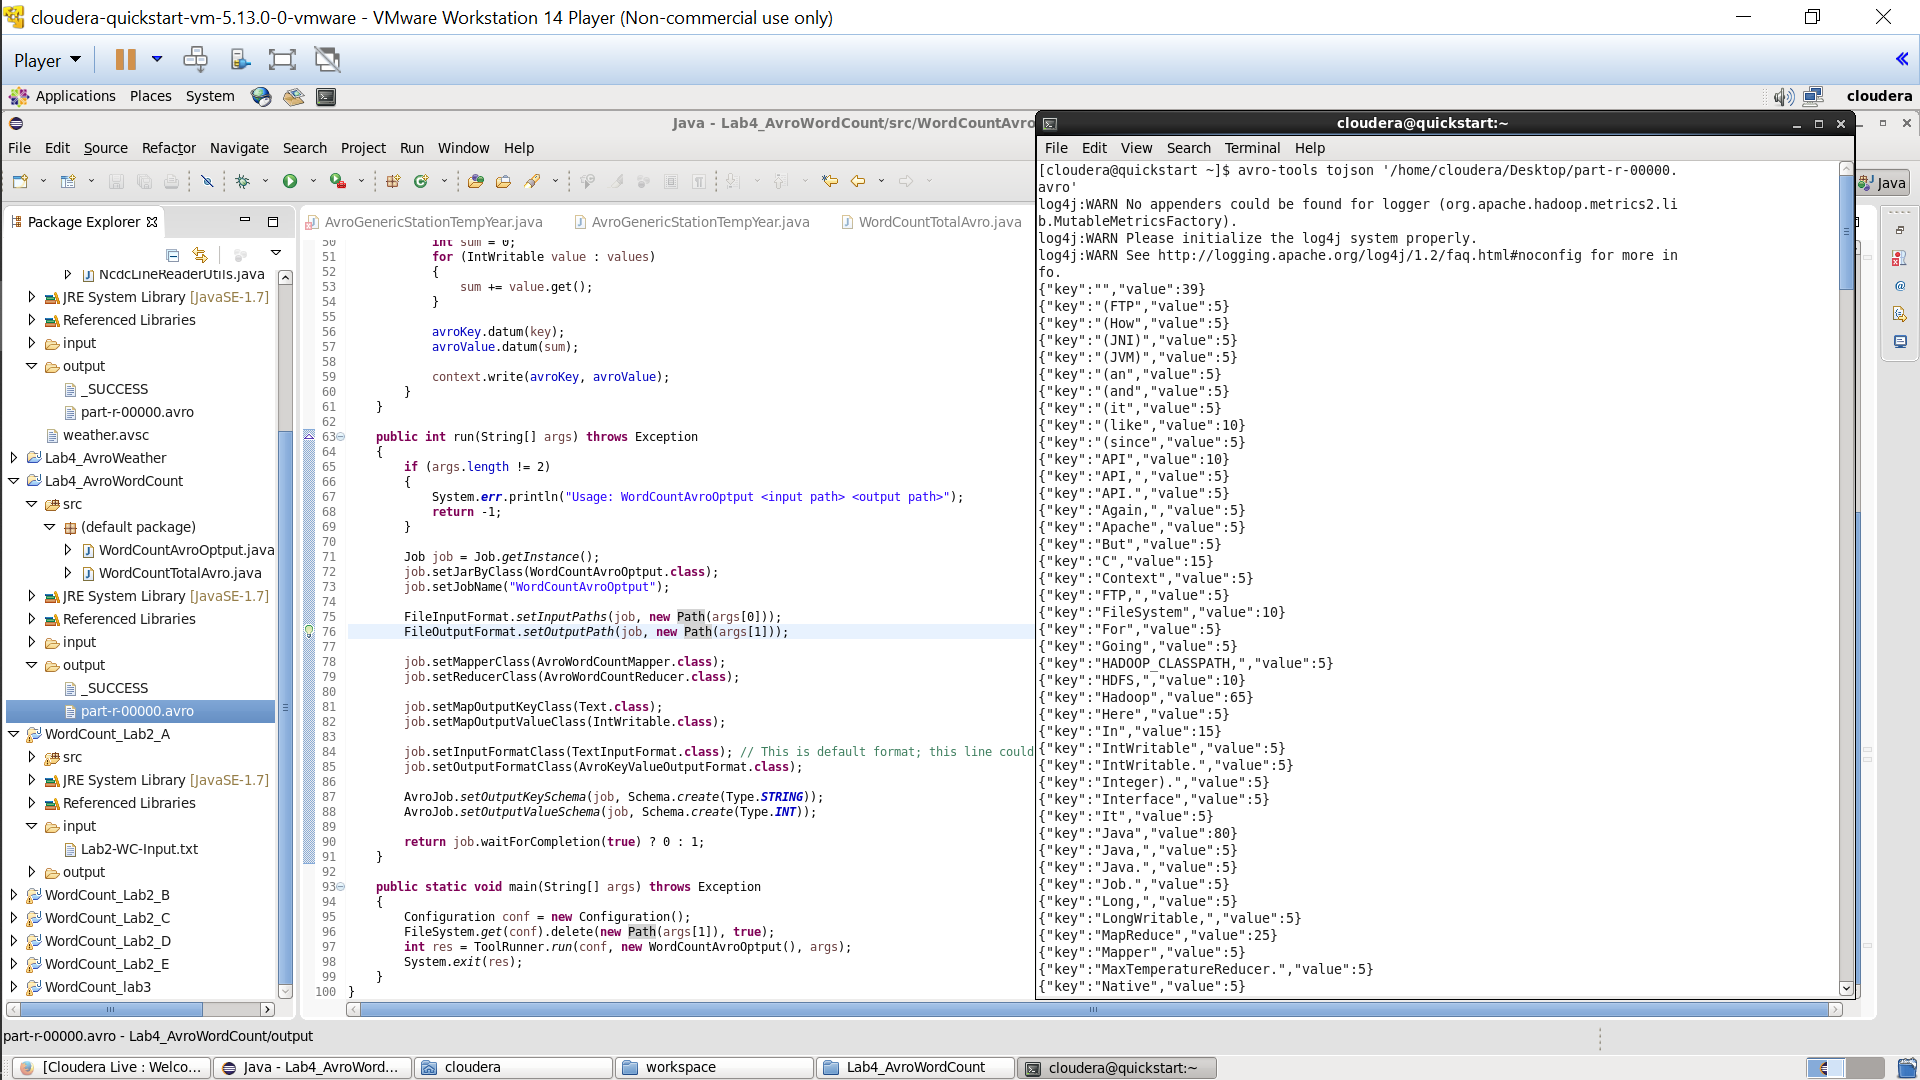 cloudera-quickstart-vm-5.13.0-0-vmware - VMware Workstation 14 Player (Non-commercial use only)
Player
Applications Places System
cloudera
Java - Lab4_AvroWordCount/src/WordCountAvro
File Edit Source Refactor Navigate Search Project Run Window Help
Java
Package Explorer
NcdcLineReaderUtils.java
JRE System Library [JavaSE-1.7]
Referenced Libraries
input
output
_SUCCESS
part-r-00000.avro
weather.avsc
Lab4_AvroWeather
Lab4_AvroWordCount
src
(default package)
WordCountAvroOptput.java
WordCountTotalAvro.java
JRE System Library [JavaSE-1.7]
Referenced Libraries
input
output
_SUCCESS
part-r-00000.avro
WordCount_Lab2_A
src
JRE System Library [JavaSE-1.7]
Referenced Libraries
input
Lab2-WC-Input.txt
output
WordCount_Lab2_B
WordCount_Lab2_C
WordCount_Lab2_D
WordCount_Lab2_E
WordCount_lab3
AvroGenericStationTempYear.java AvroGenericStationTempYear.java WordCountTotalAvro.java
50 int sum = 0;
51 for (IntWritable value : values)
52 {
53 sum += value.get();
54 }
55
56 avroKey.datum(key);
57 avroValue.datum(sum);
58
59 context.write(avroKey, avroValue);
60 }
61 }
62
63 public int run(String[] args) throws Exception
64 {
65 if (args.length != 2)
66 {
67 System.err.println("Usage: WordCountAvroOptput <input path> <output path>");
68 return -1;
69 }
70
71 Job job = Job.getInstance();
72 job.setJarByClass(WordCountAvroOptput.class);
73 job.setJobName("WordCountAvroOptput");
74
75 FileInputFormat.setInputPaths(job, new Path(args[0]));
76 FileOutputFormat.setOutputPath(job, new Path(args[1]));
77
78 job.setMapperClass(AvroWordCountMapper.class);
79 job.setReducerClass(AvroWordCountReducer.class);
80
81 job.setMapOutputKeyClass(Text.class);
82 job.setMapOutputValueClass(IntWritable.class);
83
84 job.setInputFormatClass(TextInputFormat.class); // This is default format; this line could
85 job.setOutputFormatClass(AvroKeyValueOutputFormat.class);
86
87 AvroJob.setOutputKeySchema(job, Schema.create(Type.STRING));
88 AvroJob.setOutputValueSchema(job, Schema.create(Type.INT));
89
90 return job.waitForCompletion(true) ? 0 : 1;
91 }
92
93 public static void main(String[] args) throws Exception
94 {
95 Configuration conf = new Configuration();
96 FileSystem.get(conf).delete(new Path(args[1]), true);
97 int res = ToolRunner.run(conf, new WordCountAvroOptput(), args);
98 System.exit(res);
99 }
100 }
cloudera@quickstart:~
File Edit View Search Terminal Help
[cloudera@quickstart ~]$ avro-tools tojson '/home/cloudera/Desktop/part-r-00000.
avro'
log4j:WARN No appenders could be found for logger (org.apache.hadoop.metrics2.li
b.MutableMetricsFactory).
log4j:WARN Please initialize the log4j system properly.
log4j:WARN See http://logging.apache.org/log4j/1.2/faq.html#noconfig for more in
fo.
{"key":"","value":39}
{"key":"(FTP","value":5}
{"key":"(How","value":5}
{"key":"(JNI)","value":5}
{"key":"(JVM)","value":5}
{"key":"(an","value":5}
{"key":"(and","value":5}
{"key":"(it","value":5}
{"key":"(like","value":10}
{"key":"(since","value":5}
{"key":"API","value":10}
{"key":"API,","value":5}
{"key":"API.","value":5}
{"key":"Again,","value":5}
{"key":"Apache","value":5}
{"key":"But","value":5}
{"key":"C","value":15}
{"key":"Context","value":5}
{"key":"FTP,","value":5}
{"key":"FileSystem","value":10}
{"key":"For","value":5}
{"key":"Going","value":5}
{"key":"HADOOP_CLASSPATH,","value":5}
{"key":"HDFS,","value":10}
{"key":"Hadoop","value":65}
{"key":"Here","value":5}
{"key":"In","value":15}
{"key":"IntWritable","value":5}
{"key":"IntWritable.","value":5}
{"key":"Integer).","value":5}
{"key":"Interface","value":5}
{"key":"It","value":5}
{"key":"Java","value":80}
{"key":"Java,","value":5}
{"key":"Java.","value":5}
{"key":"Job.","value":5}
{"key":"Long,","value":5}
{"key":"LongWritable,","value":5}
{"key":"MapReduce","value":25}
{"key":"Mapper","value":5}
{"key":"MaxTemperatureReducer.","value":5}
{"key":"Native","value":5}
part-r-00000.avro - Lab4_AvroWordCount/output
[Cloudera Live : Welco... Java - Lab4_AvroWord... cloudera workspace Lab4_AvroWordCount cloudera@quickstart:~